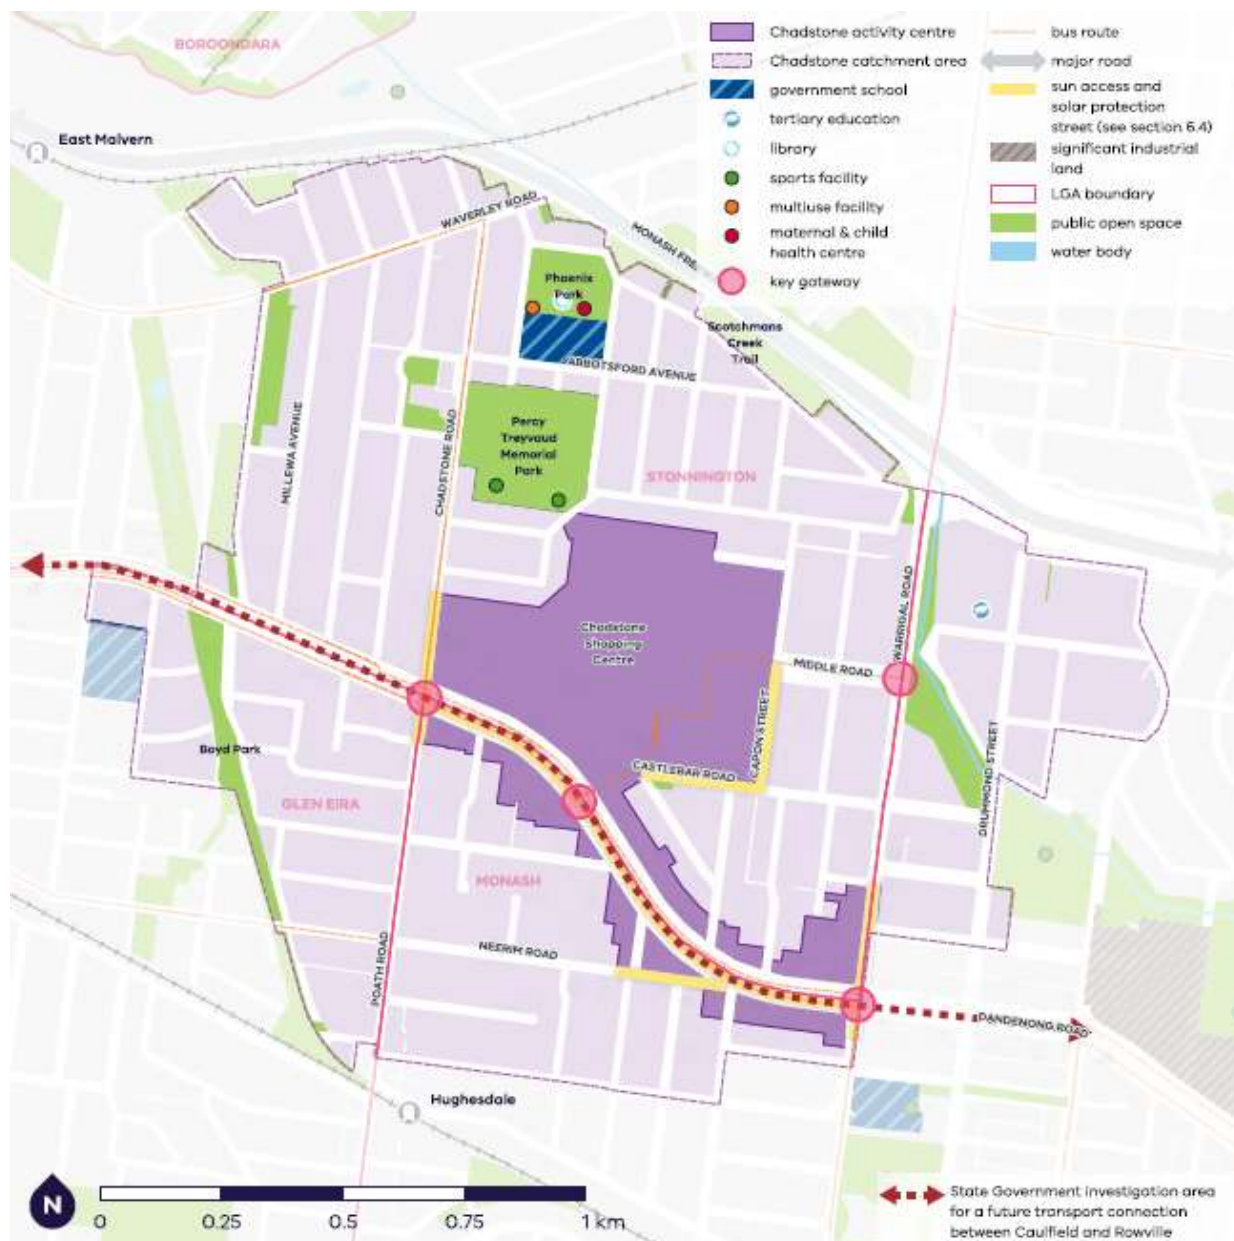 BOROONDARA
East Malvern
WAVERLEY ROAD
MONASH FRE
Phoenix
Park
Scotchmans
Creek
Trail
ABBOTSFORD AVENUE
Percy
Treyvaud
Memorial
Park
MILLEWA AVENUE
CHADSTONE ROAD
STONNINGTON
Chadstone
Shopping
Centre
WARRIGAL ROAD
MIDDLE ROAD
CAPON STREET
CASTLEBAR ROAD
Boyd Park
DRUMMOND STREET
GLEN EIRA
MONASH
NEERIM ROAD
POATH ROAD
DANDENONG ROAD
Hughesdale
Chadstone activity centre
Chadstone catchment area
government school
tertiary education
library
sports facility
multiuse facility
maternal & child
health centre
key gateway
bus route
major road
sun access and
solar protection
street (see section 6.4)
significant industrial
land
LGA boundary
public open space
water body
N
0 0.25 0.5 0.75 1 km
State Government investigation area
for a future transport connection
between Caulfield and Rowville